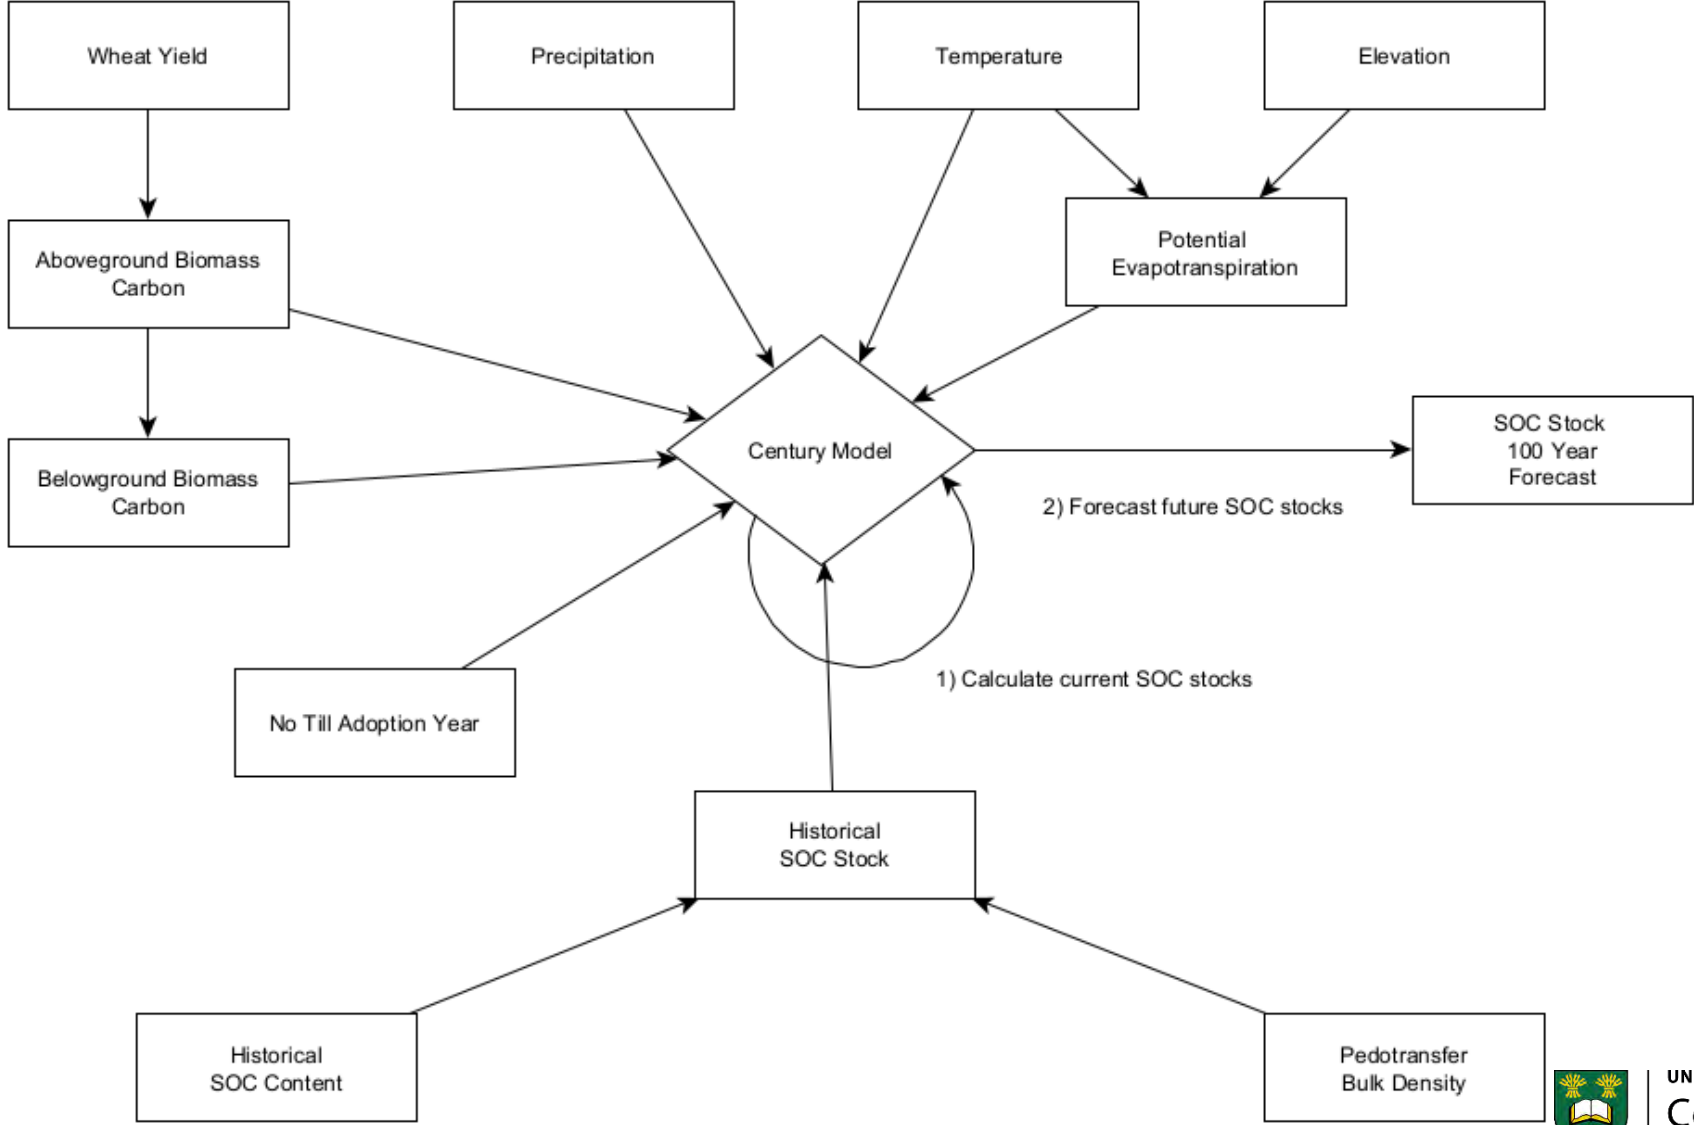 Wheat Yield
Precipitation
Temperature
Elevation
Aboveground Biomass
Carbon
Potential
Evapotranspiration
Belowground Biomass
Carbon
Century Model
SOC Stock
100 Year
Forecast
2) Forecast future SOC stocks
1) Calculate current SOC stocks
No Till Adoption Year
Historical
SOC Stock
Historical
SOC Content
Pedotransfer
Bulk Density
UN